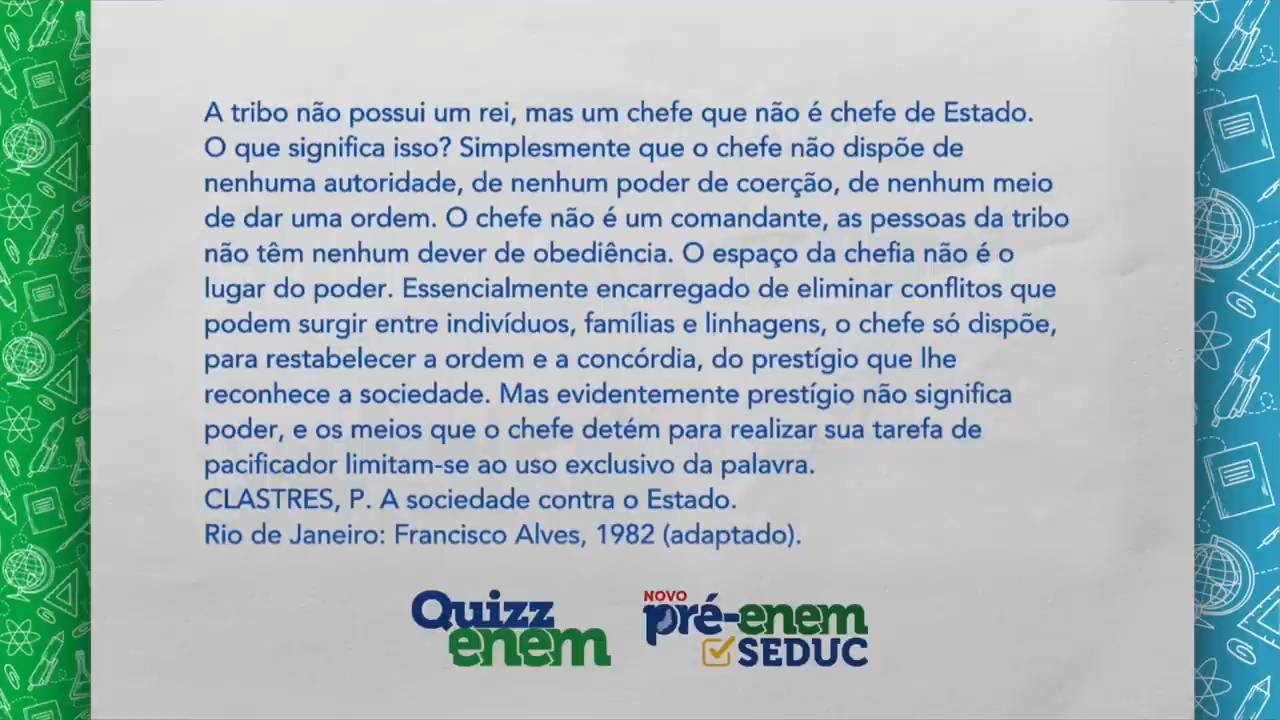 A tribo não possui um rei, mas um chefe que não é chefe de Estado.
O que significa isso? Simplesmente que o chefe não dispõe de
nenhuma autoridade, de nenhum poder de coerção, de nenhum meio
de dar uma ordem. O chefe não é um comandante, as pessoas da tribo
não têm nenhum dever de obediência. O espaço da chefia não é o
lugar do poder. Essencialmente encarregado de eliminar conflitos que
podem surgir entre indivíduos, famílias e linhagens, o chefe só dispõe,
para restabelecer a ordem e a concórdia, do prestígio que lhe
reconhece a sociedade. Mas evidentemente prestígio não significa
poder, e os meios que o chefe detém para realizar sua tarefa de
pacificador limitam-se ao uso exclusivo da palavra.
CLASTRES, P. A sociedade contra o Estado.
Rio de Janeiro: Francisco Alves, 1982 (adaptado).
Quizz
enem
NOVO
pré-enem
SEDUC